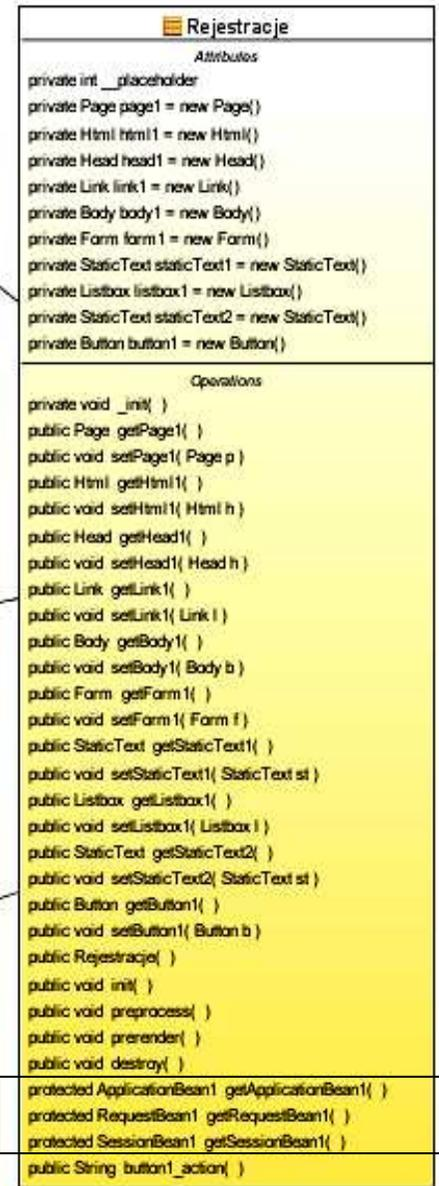 Rejestracje
Attributes
private int __placeholder
private Page page1 = new Page()
private Html html1 = new Html()
private Head head1 = new Head()
private Link link1 = new Link()
private Body body1 = new Body()
private Form form1 = new Form()
private StaticText staticText1 = new StaticText()
private Listbox listbox1 = new Listbox()
private StaticText staticText2 = new StaticText()
private Button button1 = new Button()
Operations
private void _init( )
public Page getPage1( )
public void setPage1( Page p )
public Html getHtml1( )
public void setHtml1( Html h )
public Head getHead1( )
public void setHead1( Head h )
public Link getLink1( )
public void setLink1( Link l )
public Body getBody1( )
public void setBody1( Body b )
public Form getForm1( )
public void setForm1( Form f )
public StaticText getStaticText1( )
public void setStaticText1( StaticText st )
public Listbox getListbox1( )
public void setListbox1( Listbox l )
public StaticText getStaticText2( )
public void setStaticText2( StaticText st )
public Button getButton1( )
public void setButton1( Button b )
public Rejestracje( )
public void init( )
public void preprocess( )
public void prerender( )
public void destroy( )
protected ApplicationBean1 getApplicationBean1( )
protected RequestBean1 getRequestBean1( )
protected SessionBean1 getSessionBean1( )
public String button1_action( )